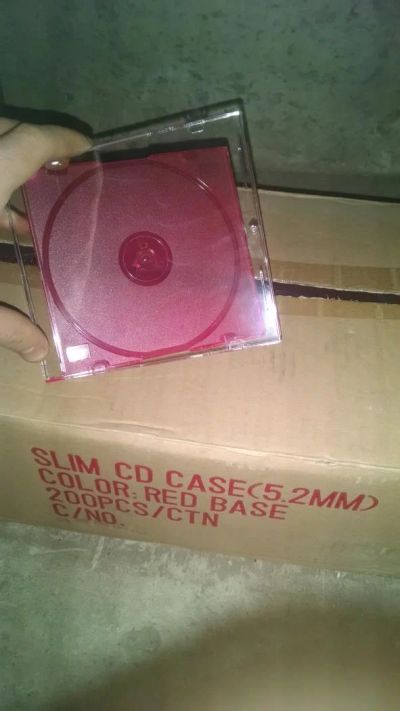 SLIM CD CASE(5.2MM)
COLOR: RED BASE
200PCS/CTN
C/NO.